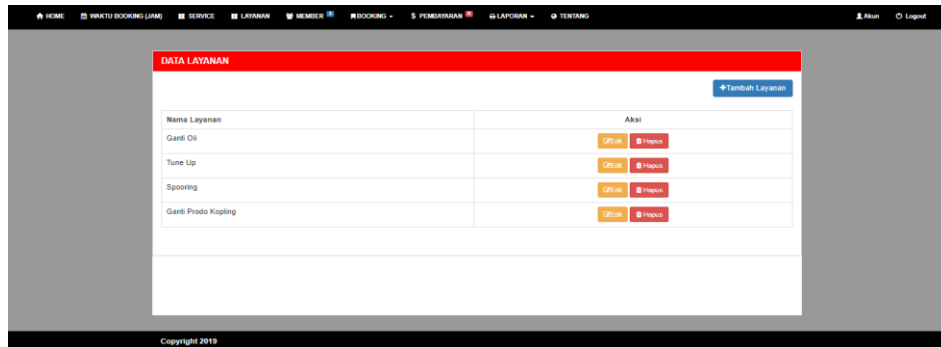 HOME WAKTU BOOKING (JAM) SERVICE LAYANAN MEMBER BOOKING PEMBAYARAN LAPORAN TENTANG Akun Logout
DATA LAYANAN
+Tambah Layanan
Nama Layanan Aksi
Ganti Oli Edit Hapus
Tune Up Edit Hapus
Spooring Edit Hapus
Ganti Prodo Kopling Edit Hapus
Copyright 2019